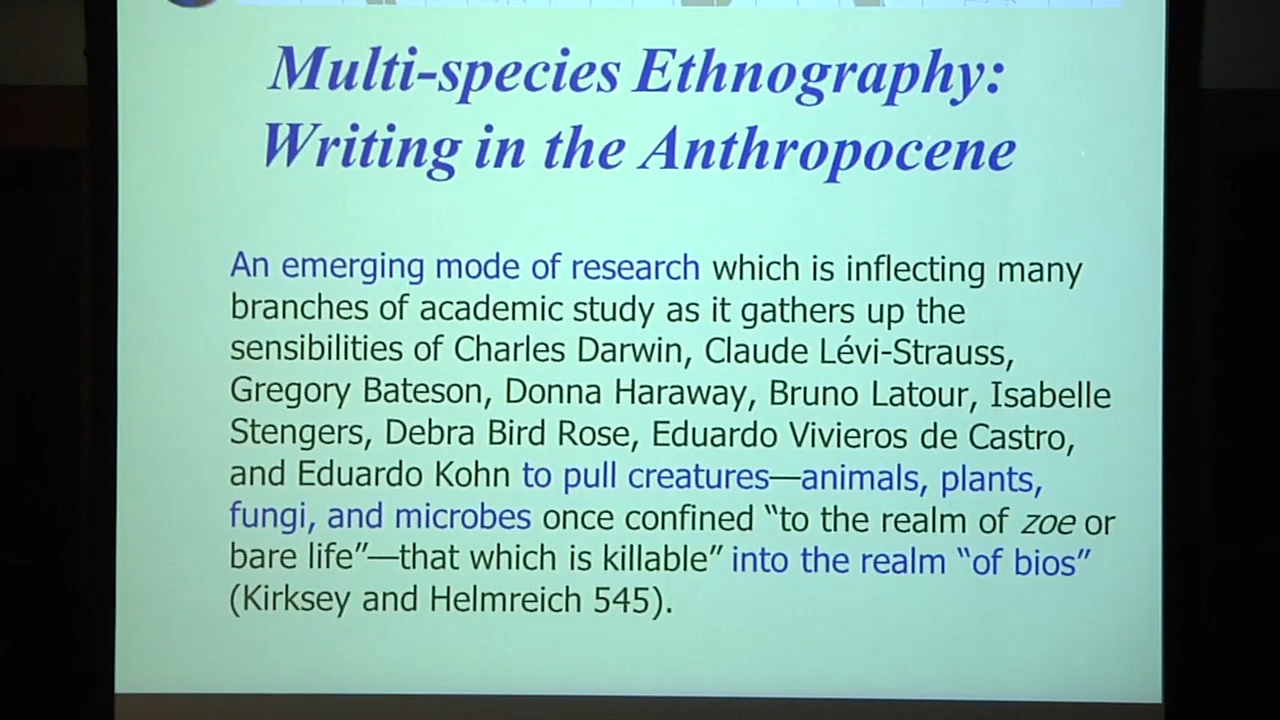 Multi-species Ethnography:
Writing in the Anthropocene
An emerging mode of research which is inflecting many
branches of academic study as it gathers up the
sensibilities of Charles Darwin, Claude Lévi-Strauss,
Gregory Bateson, Donna Haraway, Bruno Latour, Isabelle
Stengers, Debra Bird Rose, Eduardo Vivieros de Castro,
and Eduardo Kohn to pull creatures—animals, plants,
fungi, and microbes once confined “to the realm of zoe or
bare life”—that which is killable” into the realm “of bios”
(Kirksey and Helmreich 545).